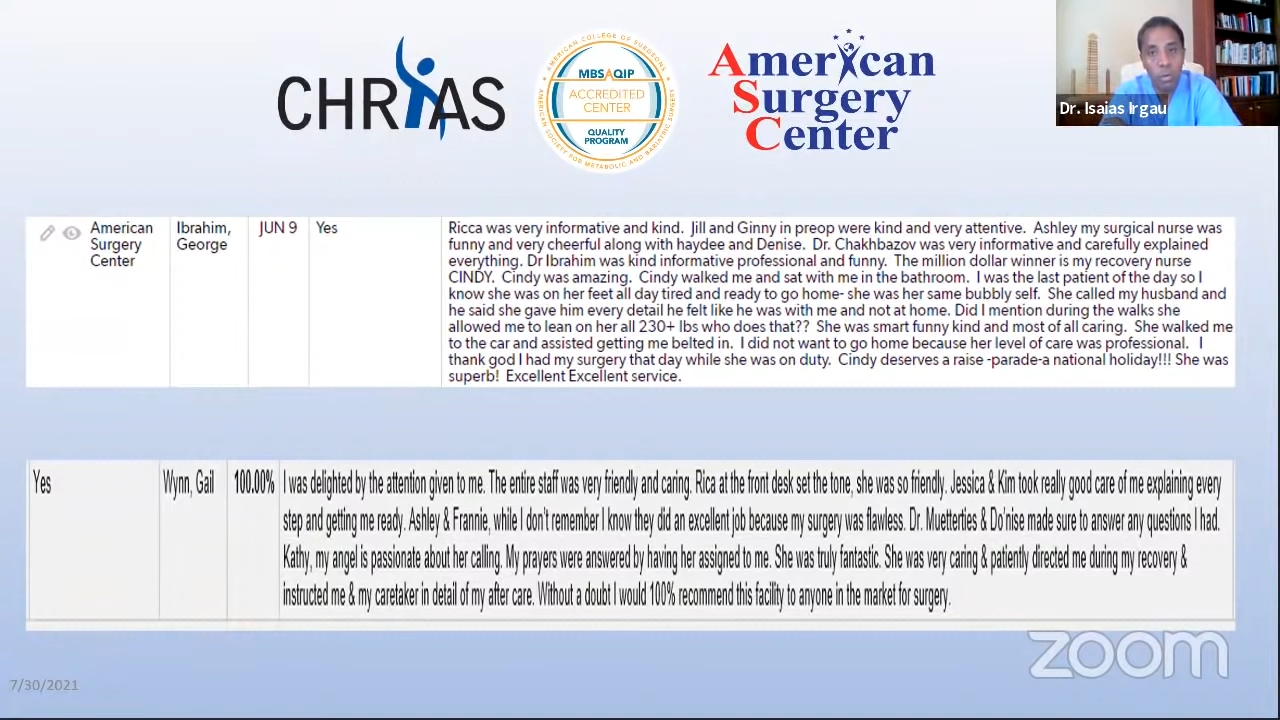 CHRIAS
AMERICAN COLLEGE OF SURGEONS
MBSAQIP
ACCREDITED
CENTER
QUALITY
PROGRAM
AMERICAN SOCIETY FOR METABOLIC AND BARIATRIC SURGERY
American
Surgery
Center
Dr. Isaias Irgau
American
Surgery
Center
Ibrahim,
George
JUN 9
Yes
Ricca was very informative and kind. Jill and Ginny in preop were kind and very attentive. Ashley my surgical nurse was
funny and very cheerful along with haydee and Denise. Dr. Chakhbazov was very informative and carefully explained
everything. Dr Ibrahim was kind informative professional and funny. The million dollar winner is my recovery nurse
CINDY. Cindy was amazing. Cindy walked me and sat with me in the bathroom. I was the last patient of the day so I
know she was on her feet all day tired and ready to go home- she was her same bubbly self. She called my husband and
he said she gave him every detail he felt like he was with me and not at home. Did I mention during the walks she
allowed me to lean on her all 230+ lbs who does that?? She was smart funny kind and most of all caring. She walked me
to the car and assisted getting me belted in. I did not want to go home because her level of care was professional. I
thank god I had my surgery that day while she was on duty. Cindy deserves a raise -parade-a national holiday!!! She was
superb! Excellent Excellent service.
Yes
Wynn, Gail
100.00%
I was delighted by the attention given to me. The entire staff was very friendly and caring. Rica at the front desk set the tone, she was so friendly. Jessica & Kim took really good care of me explaining every
step and getting me ready. Ashley & Frannie, while I don't remember I know they did an excellent job because my surgery was flawless. Dr. Muetterties & Do'nise made sure to answer any questions I had.
Kathy, my angel is passionate about her calling. My prayers were answered by having her assigned to me. She was truly fantastic. She was very caring & patiently directed me during my recovery &
instructed me & my caretaker in detail of my after care. Without a doubt I would 100% recommend this facility to anyone in the market for surgery.
zoom
7/30/2021